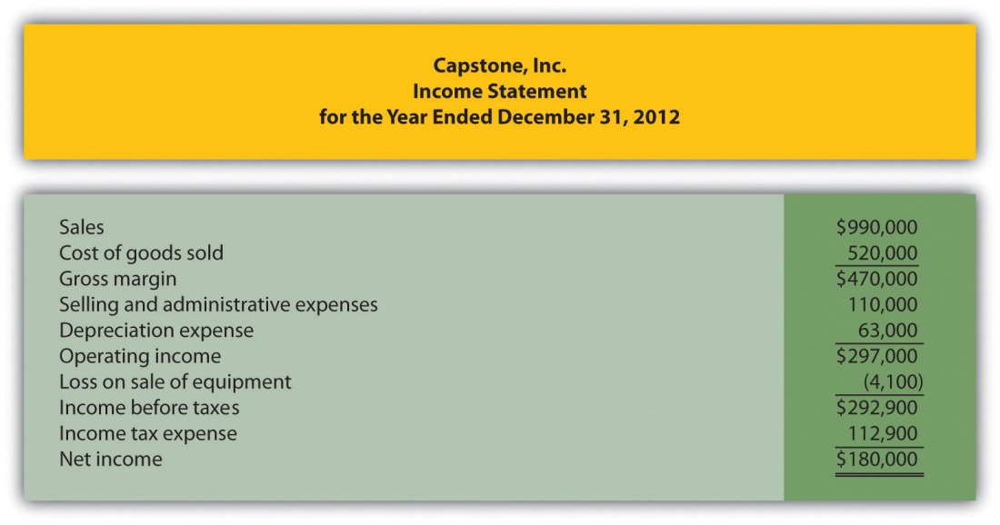 Capstone, Inc.
Income Statement
for the Year Ended December 31, 2012
Sales $990,000
Cost of goods sold 520,000
Gross margin $470,000
Selling and administrative expenses 110,000
Depreciation expense 63,000
Operating income $297,000
Loss on sale of equipment (4,100)
Income before taxes $292,900
Income tax expense 112,900
Net income $180,000